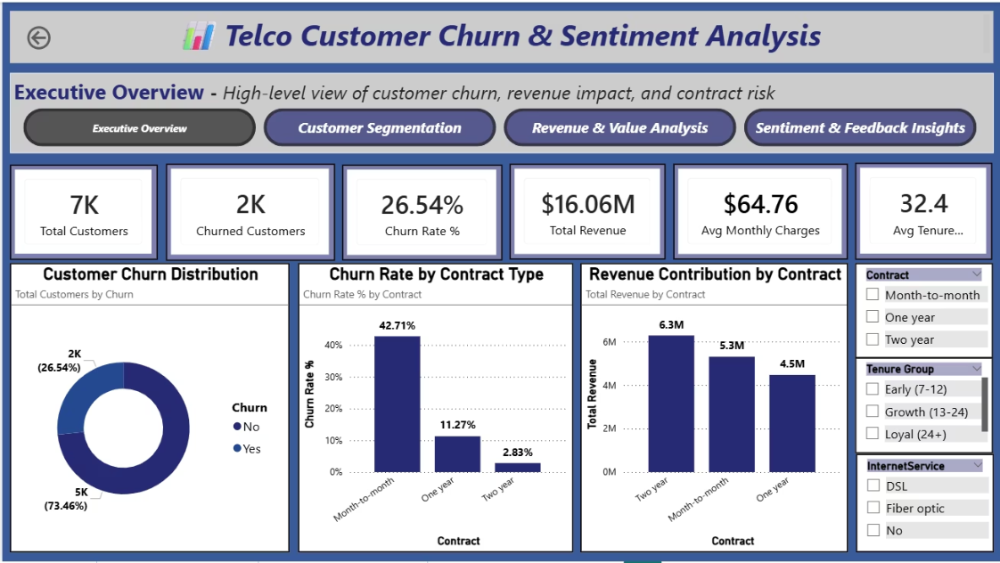 Telco Customer Churn & Sentiment Analysis
Executive Overview - High-level view of customer churn, revenue impact, and contract risk
Executive Overview
Customer Segmentation
Revenue & Value Analysis
Sentiment & Feedback Insights
7K
Total Customers
2K
Churned Customers
26.54%
Churn Rate %
$16.06M
Total Revenue
$64.76
Avg Monthly Charges
32.4
Avg Tenure...
Customer Churn Distribution
Total Customers by Churn
2K
(26.54%)
5K
(73.46%)
Churn
No
Yes
Churn Rate by Contract Type
Churn Rate % by Contract
Churn Rate %
40%
30%
20%
10%
0%
42.71%
11.27%
2.83%
Month-to-month
One year
Two year
Contract
Revenue Contribution by Contract
Total Revenue by Contract
Total Revenue
6M
4M
2M
0M
6.3M
5.3M
4.5M
Two year
Month-to-month
One year
Contract
Contract
Month-to-month
One year
Two year
Tenure Group
Early (7-12)
Growth (13-24)
Loyal (24+)
InternetService
DSL
Fiber optic
No